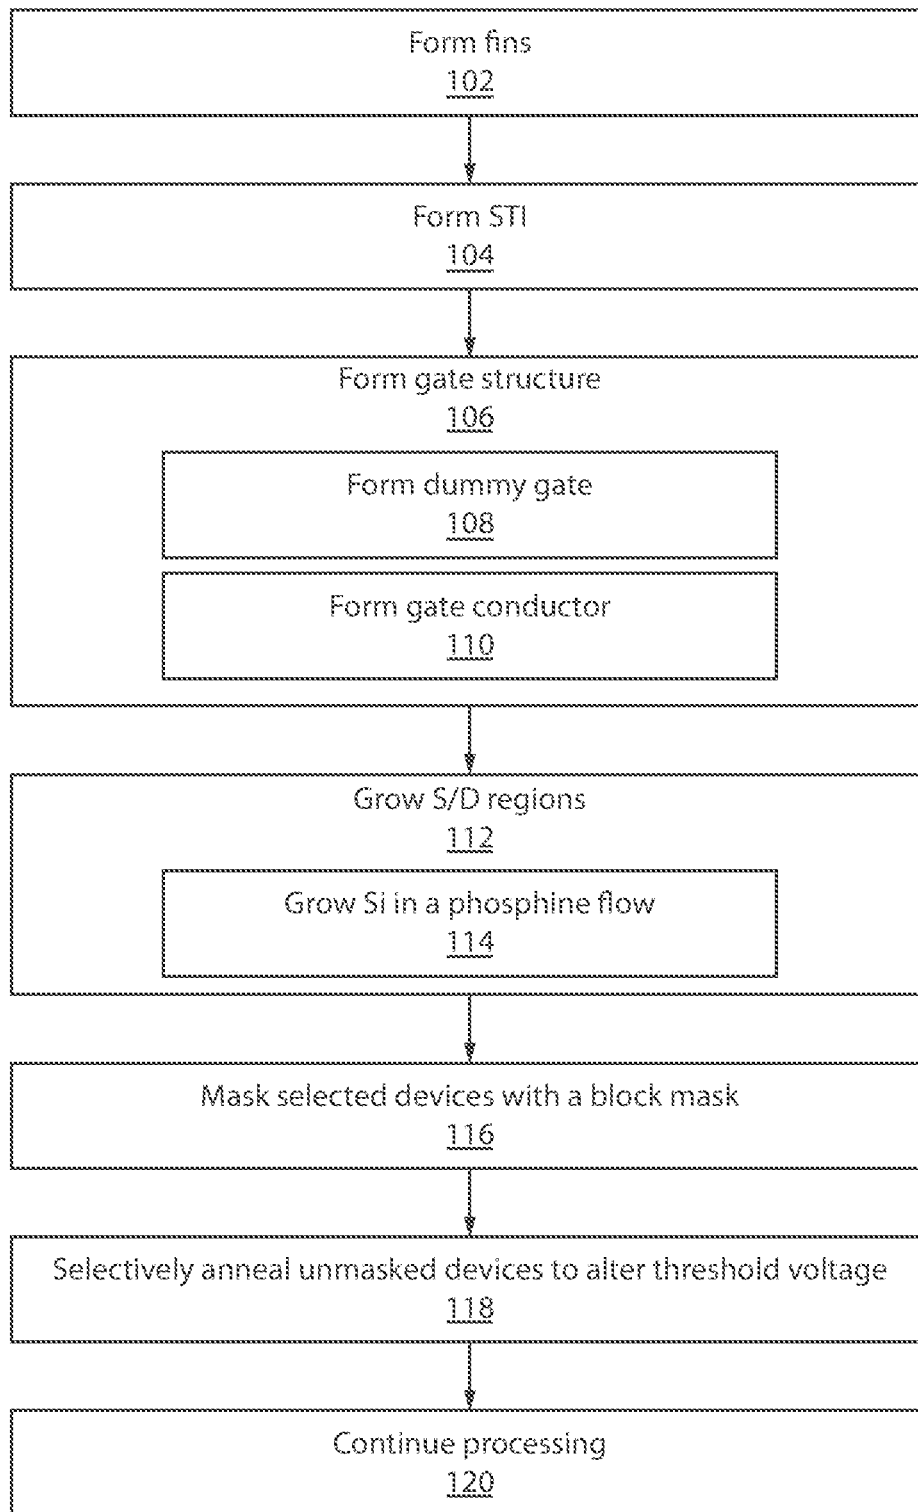 Form fins
102
Form STI
104
Form gate structure
106
Form dummy gate
108
Form gate conductor
110
Grow S/D regions
112
Grow Si in a phosphine flow
114
Mask selected devices with a block mask
116
Selectively anneal unmasked devices to alter threshold voltage
118
Continue processing
120